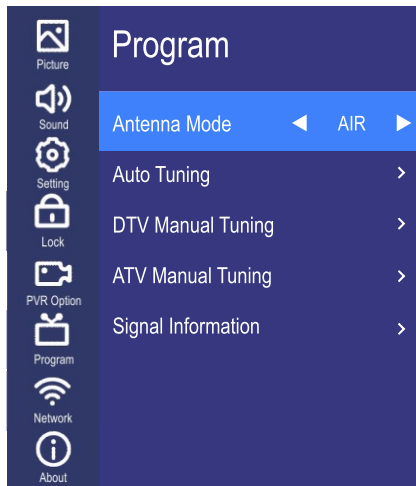 Program
Picture
Sound
Setting
Lock
PVR Option
Program
Network
About
Antenna Mode AIR
Auto Tuning
DTV Manual Tuning
ATV Manual Tuning
Signal Information